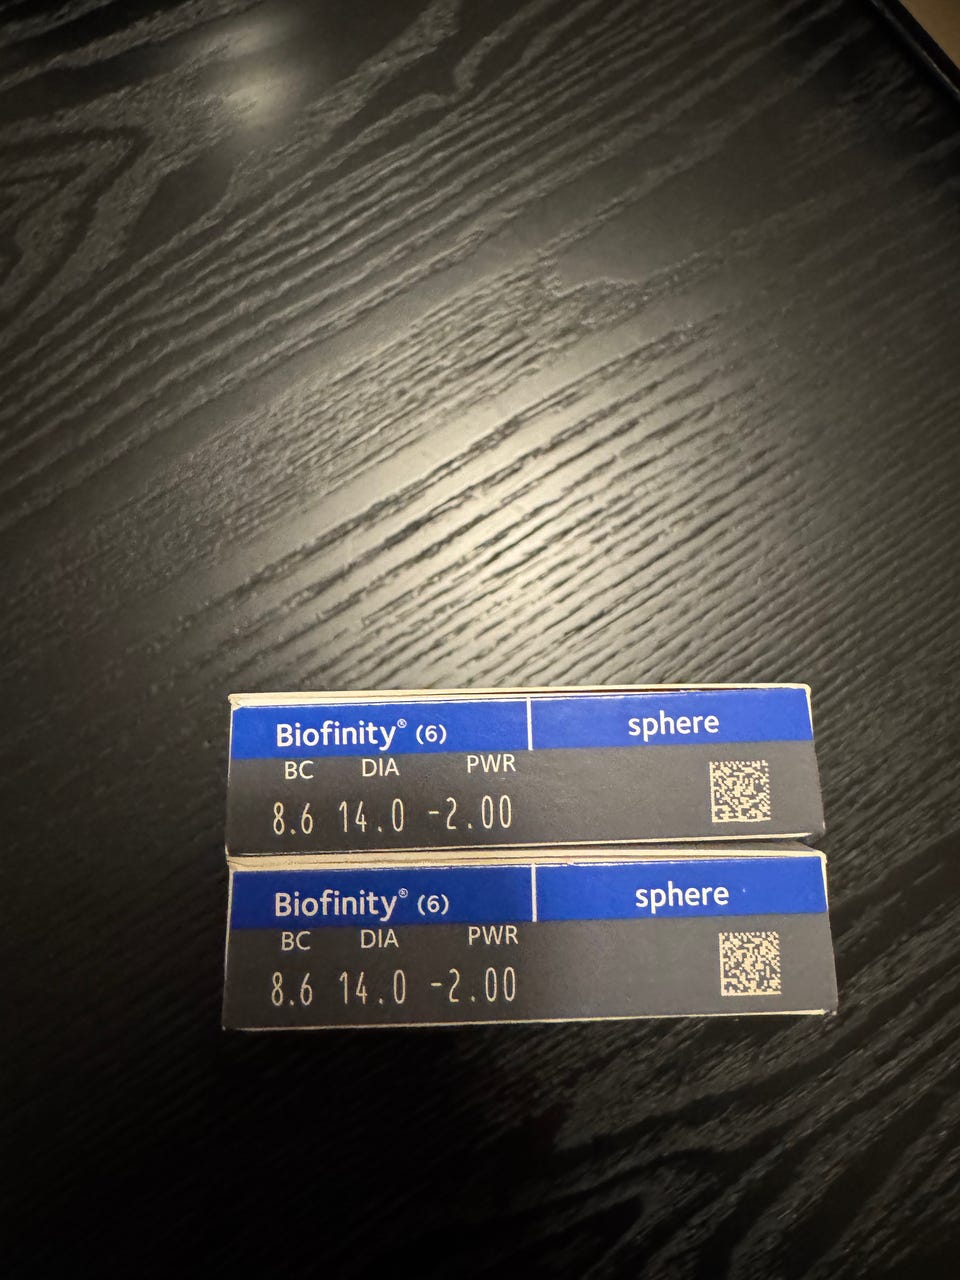 Biofinity® (6) sphere
BC DIA PWR
8.6 14.0 -2.00
Biofinity® (6) sphere
BC DIA PWR
8.6 14.0 -2.00